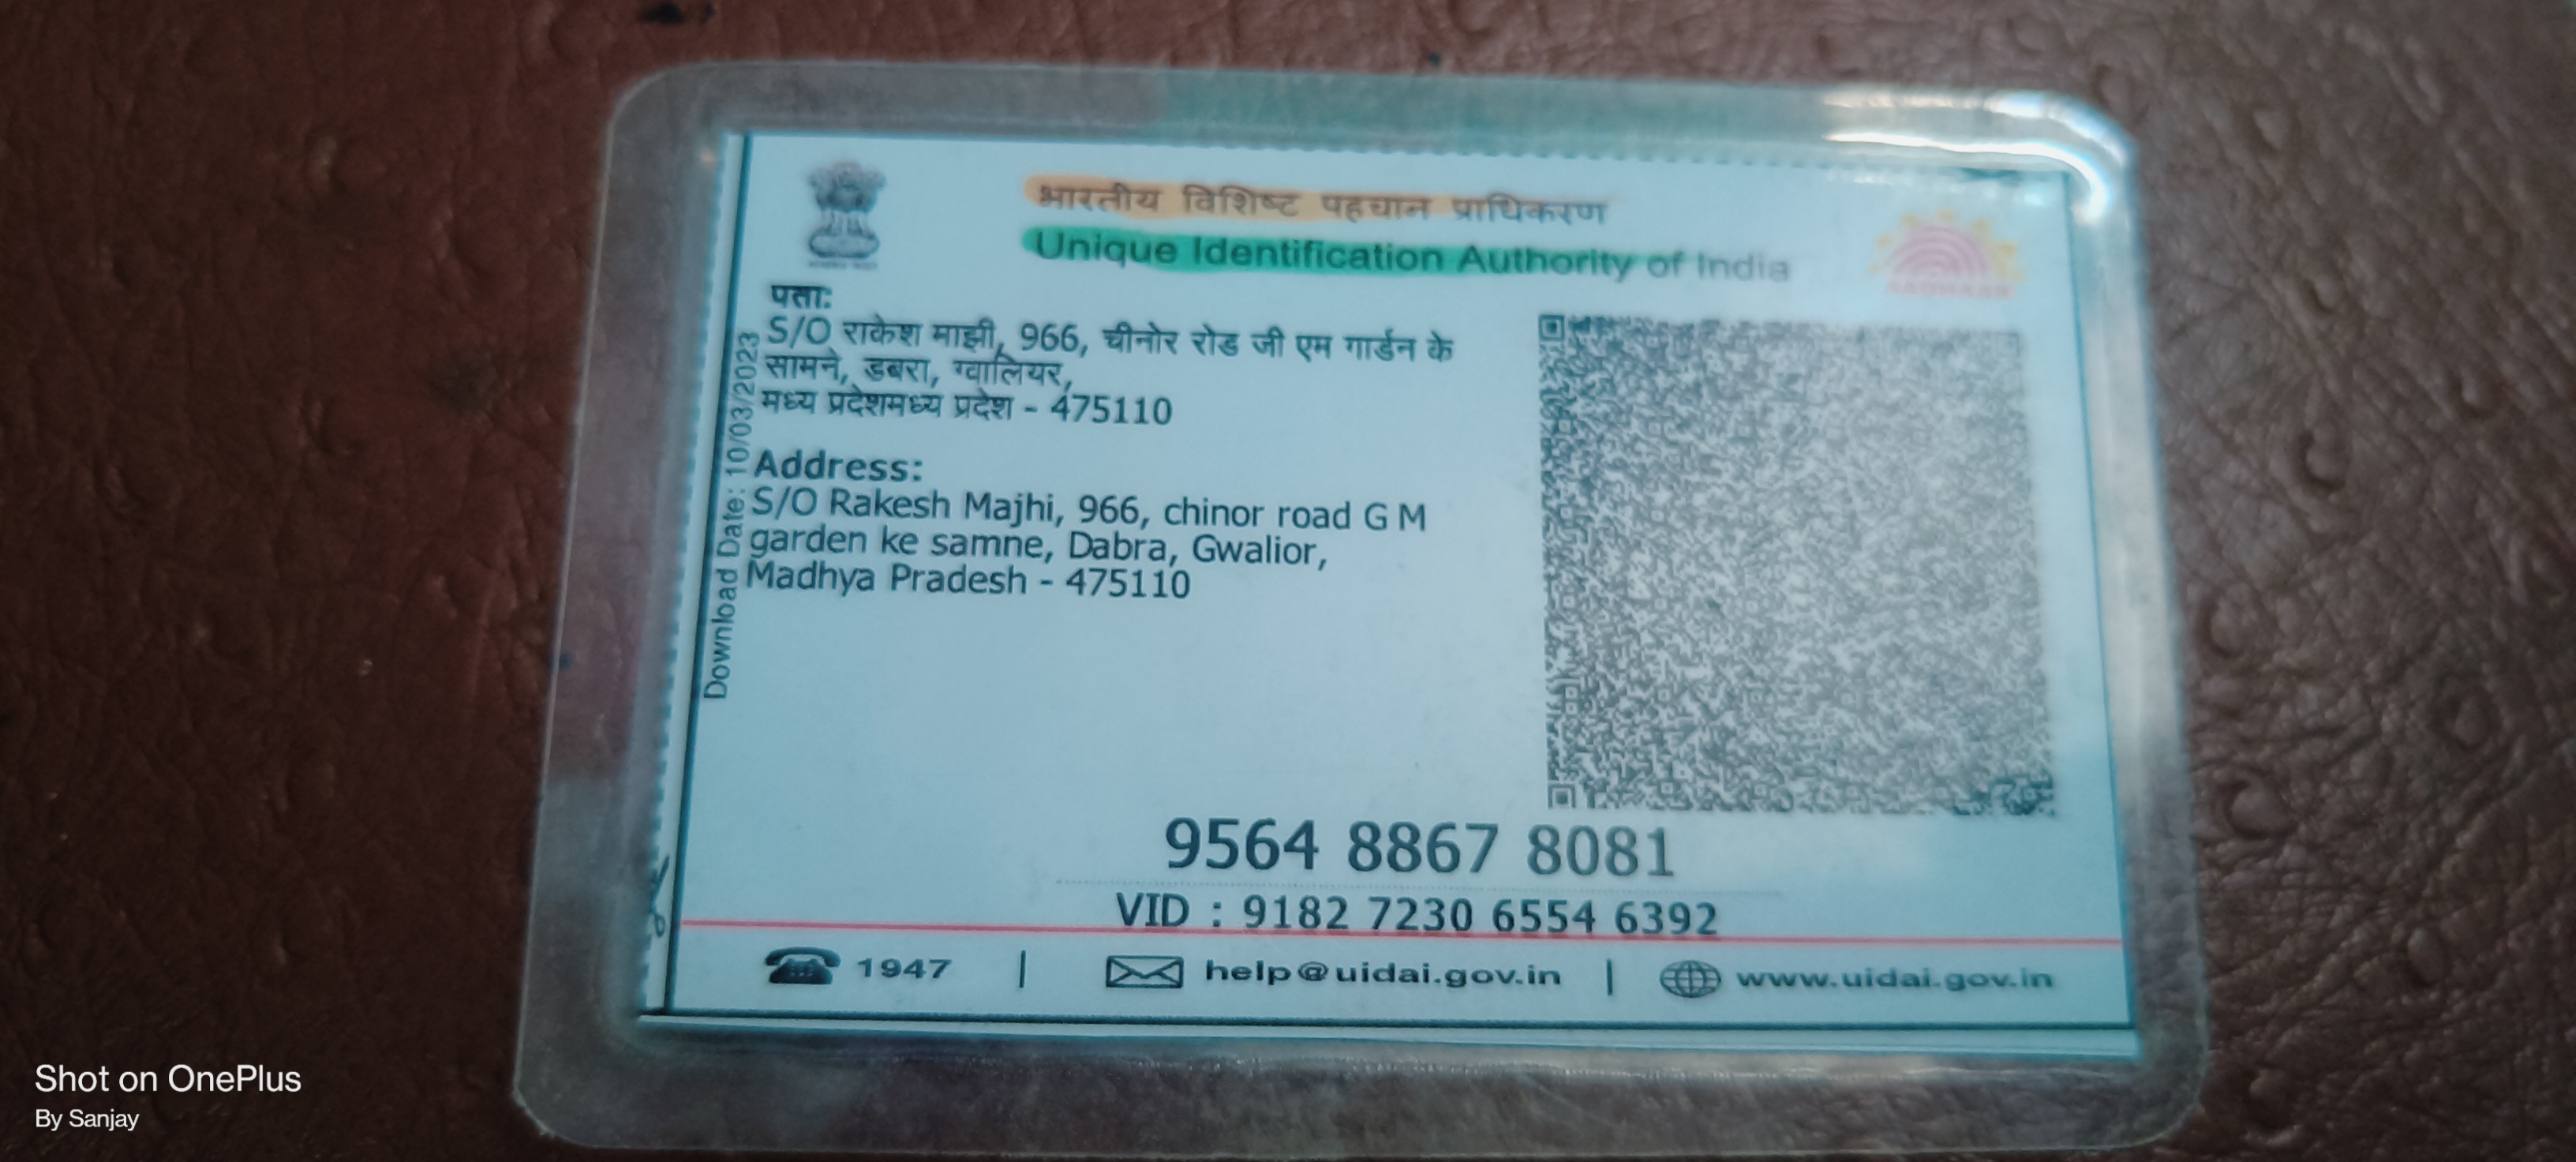 भारतीय विशिष्ट पहचान प्राधिकरण
Unique Identification Authority of India
AADHAAR
पता:
S/O राकेश माझी, 966, चीनोर रोड जी एम गार्डन के
सामने, डबरा, ग्वालियर,
मध्य प्रदेशमध्य प्रदेश - 475110
Address:
S/O Rakesh Majhi, 966, chinor road G M
garden ke samne, Dabra, Gwalior,
Madhya Pradesh - 475110
Download Date: 10/03/2023
9564 8867 8081
VID : 9182 7230 6554 6392
1947 | help@uidai.gov.in | www.uidai.gov.in
Shot on OnePlus
By Sanjay